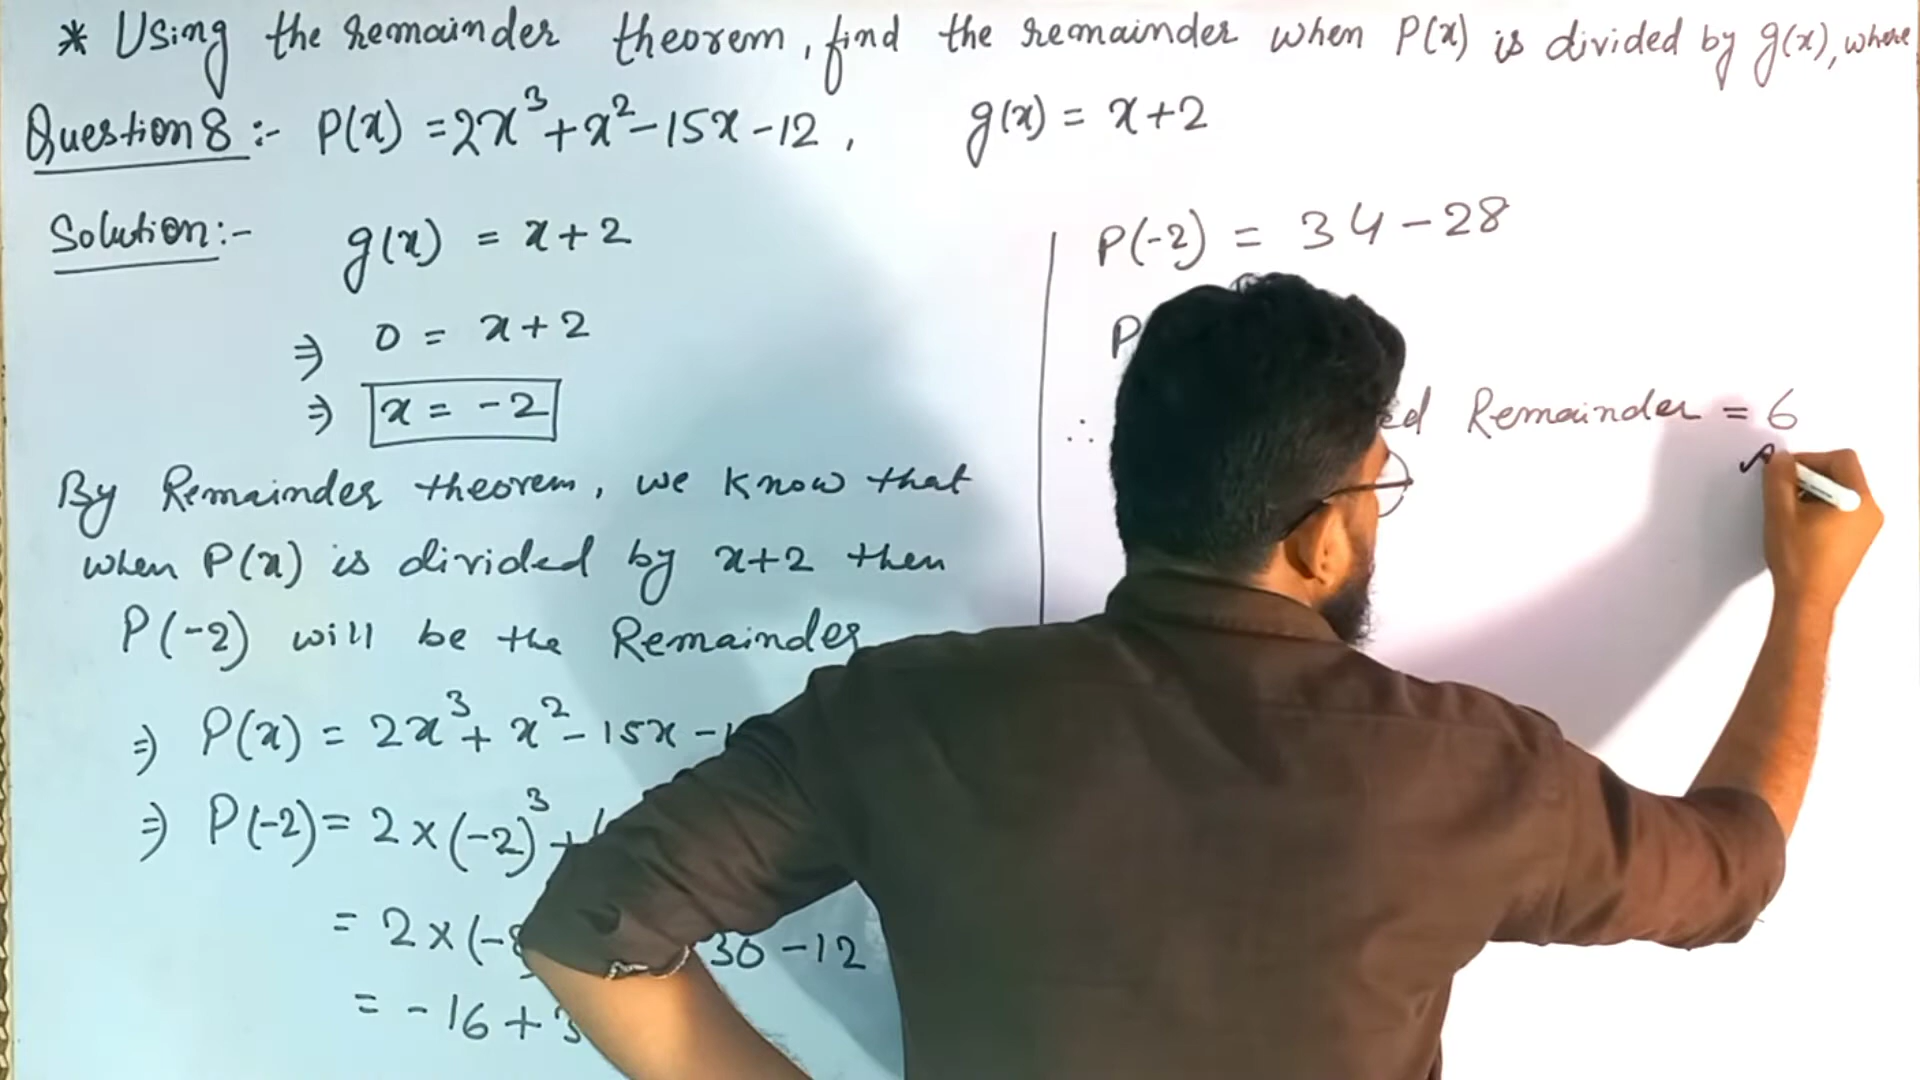 * Using the remainder theorem, find the remainder when P(x) is divided by g(x), where
Question 8 :- P(x) = 2x³ + x² - 15x - 12 , g(x) = x + 2
Solution :- g(x) = x + 2
⇒ 0 = x + 2
⇒ x = -2
By Remainder theorem, we know that
when P(x) is divided by x+2 then
P(-2) will be the Remainder
⇒ P(x) = 2x³ + x² - 15x -
⇒ P(-2) = 2 × (-2)³ +
= 2 × (- 30 - 12
= - 16 + 3
P(-2) = 34 - 28
P
∴ Remainder = 6